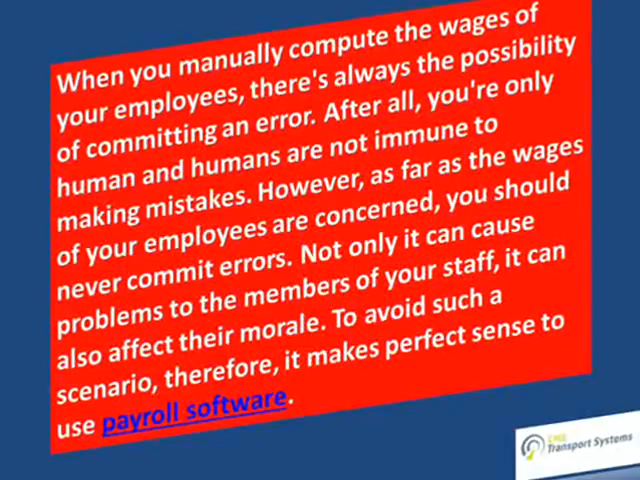 When you manually compute the wages of
your employees, there's always the possibility
of committing an error. After all, you're only
human and humans are not immune to
making mistakes. However, as far as the wages
of your employees are concerned, you should
never commit errors. Not only it can cause
problems to the members of your staff, it can
also affect their morale. To avoid such a
scenario, therefore, it makes perfect sense to
use payroll software.
Transport Systems